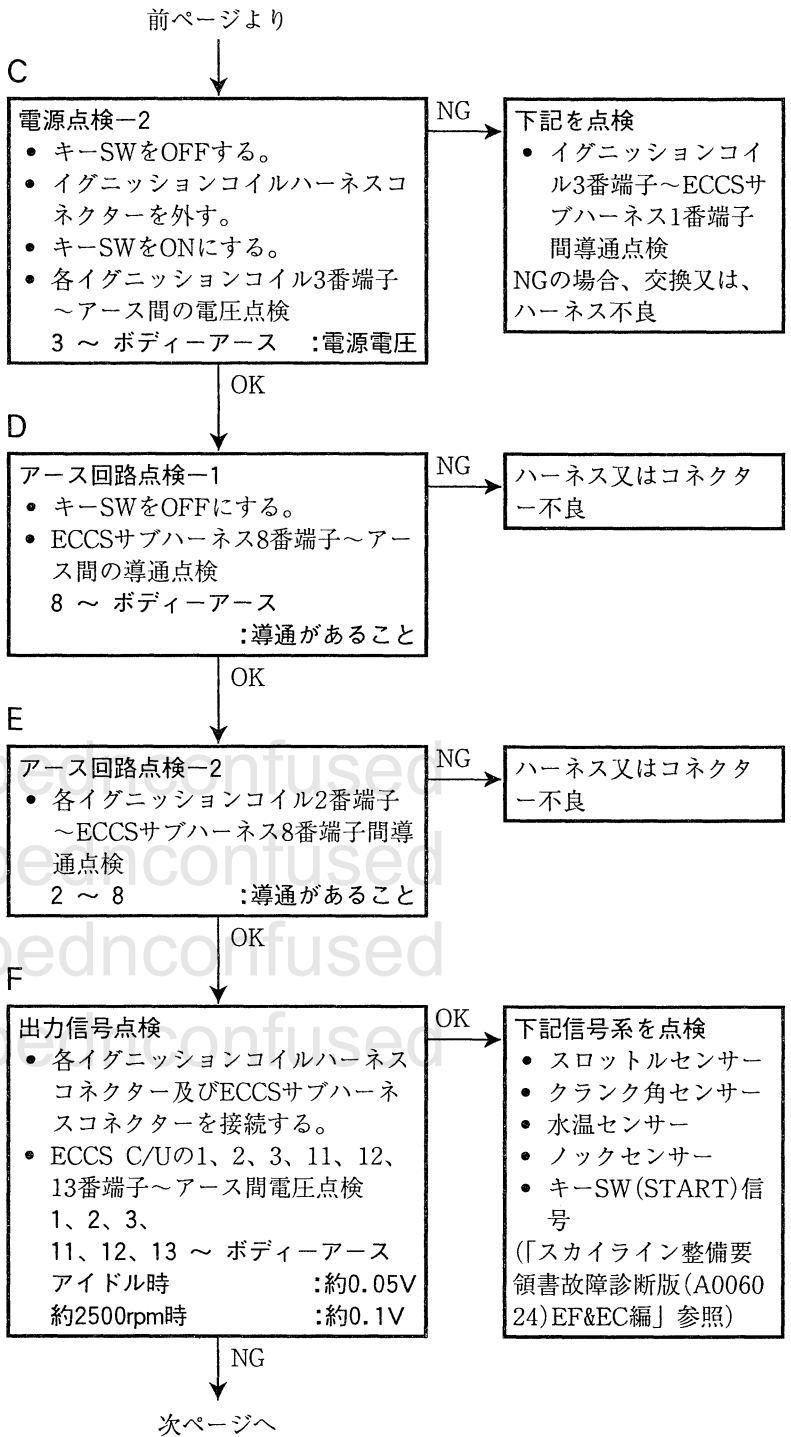 前ページより
C
電源点検－2
• キーSWをOFFする。
• イグニッションコイルハーネスコ
ネクターを外す。
• キーSWをONにする。
• 各イグニッションコイル3番端子
～アース間の電圧点検
3 ～ ボディーアース :電源電圧
NG
下記を点検
• イグニッションコイ
ル3番端子～ECCSサ
ブハーネス1番端子
間導通点検
NGの場合、交換又は、
ハーネス不良
OK
D
アース回路点検－1
• キーSWをOFFにする。
• ECCSサブハーネス8番端子～アー
ス間の導通点検
8 ～ ボディーアース
:導通があること
NG
ハーネス又はコネクタ
ー不良
OK
E
アース回路点検－2
• 各イグニッションコイル2番端子
～ECCSサブハーネス8番端子間導
通点検
2 ～ 8 :導通があること
NG
ハーネス又はコネクタ
ー不良
OK
F
出力信号点検
• 各イグニッションコイルハーネス
コネクター及びECCSサブハーネ
スコネクターを接続する。
• ECCS C/Uの1、2、3、11、12、
13番端子～アース間電圧点検
1、2、3、
11、12、13 ～ ボディーアース
アイドル時 :約0.05V
約2500rpm時 :約0.1V
OK
下記信号系を点検
• スロットルセンサー
• クランク角センサー
• 水温センサー
• ノックセンサー
• キーSW(START)信
号
(「スカイライン整備要
領書故障診断版(A0060
24)EF&EC編」参照)
NG
次ページへ
pednconfused
pednconfused
pednconfused
pednconfused